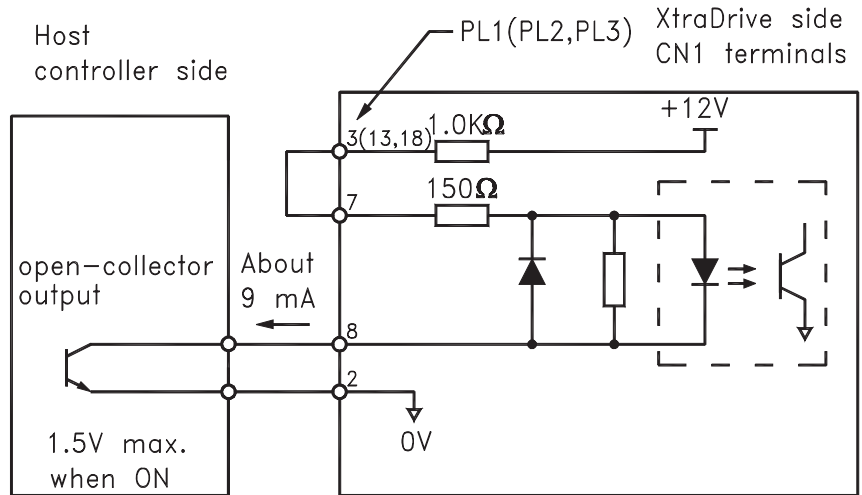 Host
controller side
PL1(PL2,PL3)
XtraDrive side
CN1 terminals
3(13,18)
1.0KΩ
+12V
7
150Ω
open-collector
output
About
9 mA
8
2
0V
1.5V max.
when ON